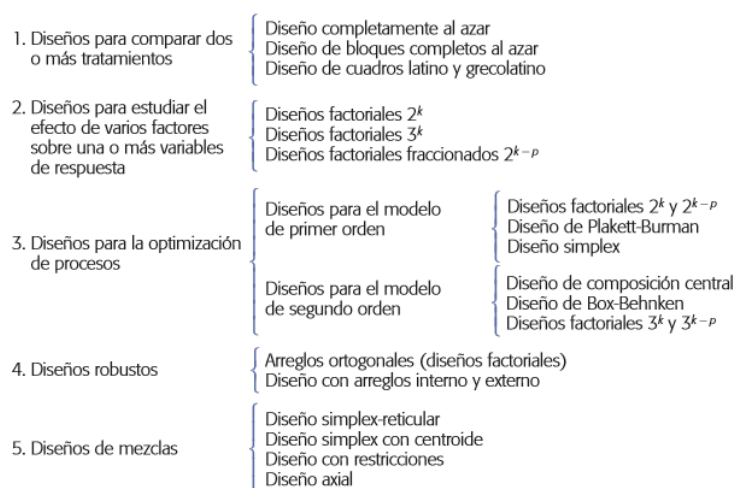 1. Diseños para comparar dos
o más tratamientos
Diseño completamente al azar
Diseño de bloques completos al azar
Diseño de cuadros latino y grecolatino
2. Diseños para estudiar el
efecto de varios factores
sobre una o más variables
de respuesta
Diseños factoriales 2ᵏ
Diseños factoriales 3ᵏ
Diseños factoriales fraccionados 2ᵏ⁻ᵖ
3. Diseños para la optimización
de procesos
Diseños para el modelo
de primer orden
Diseños factoriales 2ᵏ y 2ᵏ⁻ᵖ
Diseño de Plakett-Burman
Diseño simplex
Diseños para el modelo
de segundo orden
Diseño de composición central
Diseño de Box-Behnken
Diseños factoriales 3ᵏ y 3ᵏ⁻ᵖ
4. Diseños robustos
Arreglos ortogonales (diseños factoriales)
Diseño con arreglos interno y externo
5. Diseños de mezclas
Diseño simplex-reticular
Diseño simplex con centroide
Diseño con restricciones
Diseño axial